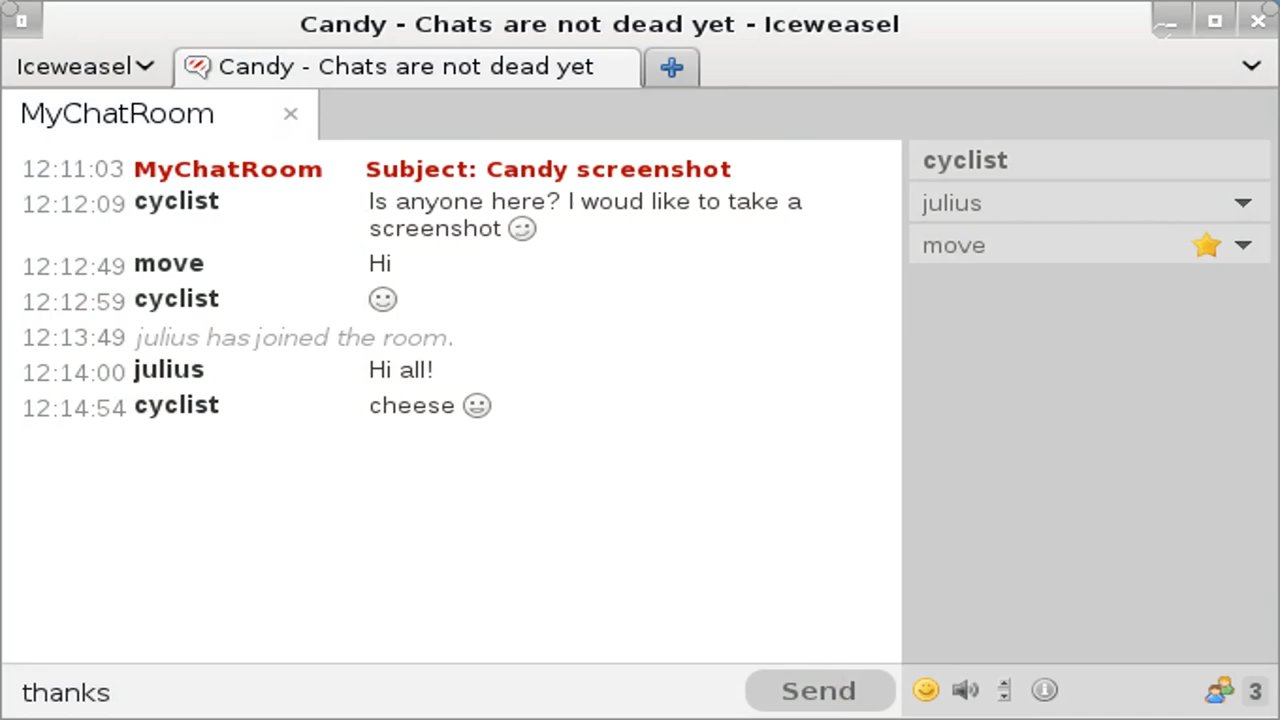 Candy - Chats are not dead yet - Iceweasel
Iceweasel Candy - Chats are not dead yet
MyChatRoom
12:11:03 MyChatRoom Subject: Candy screenshot
12:12:09 cyclist Is anyone here? I woud like to take a
screenshot
12:12:49 move Hi
12:12:59 cyclist
12:13:49 julius has joined the room.
12:14:00 julius Hi all!
12:14:54 cyclist cheese
cyclist
julius
move
thanks Send 3